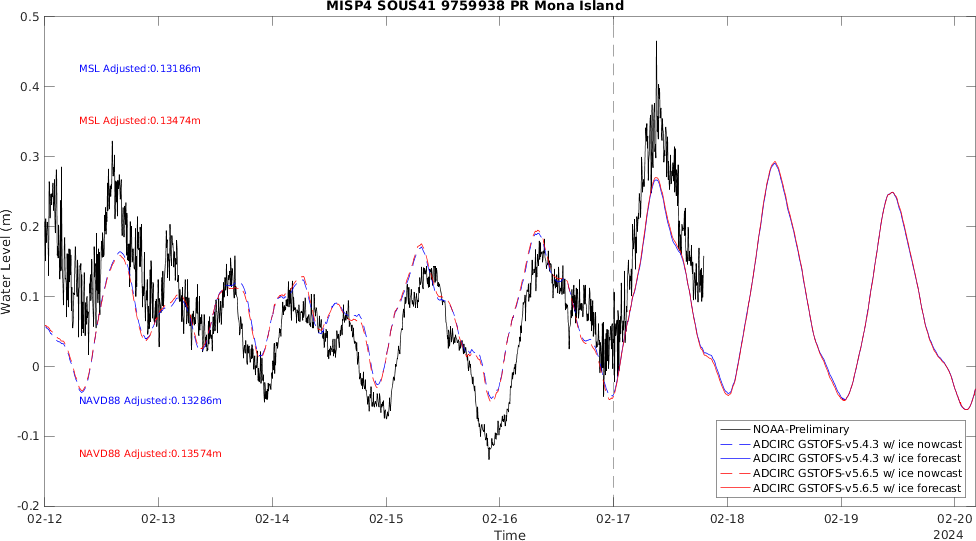 MISP4 SOUS41 9759938 PR Mona Island
0.5
0.4
0.3
0.2
0.1
0
-0.1
-0.2
Water Level (m)
MSL Adjusted:0.13186m
MSL Adjusted:0.13474m
NAVD88 Adjusted:0.13286m
NAVD88 Adjusted:0.13574m
NOAA-Preliminary
ADCIRC GSTOFS-v5.4.3 w/ ice nowcast
ADCIRC GSTOFS-v5.4.3 w/ ice forecast
ADCIRC GSTOFS-v5.6.5 w/ ice nowcast
ADCIRC GSTOFS-v5.6.5 w/ ice forecast
02-12 02-13 02-14 02-15 02-16 02-17 02-18 02-19 02-20
Time 2024